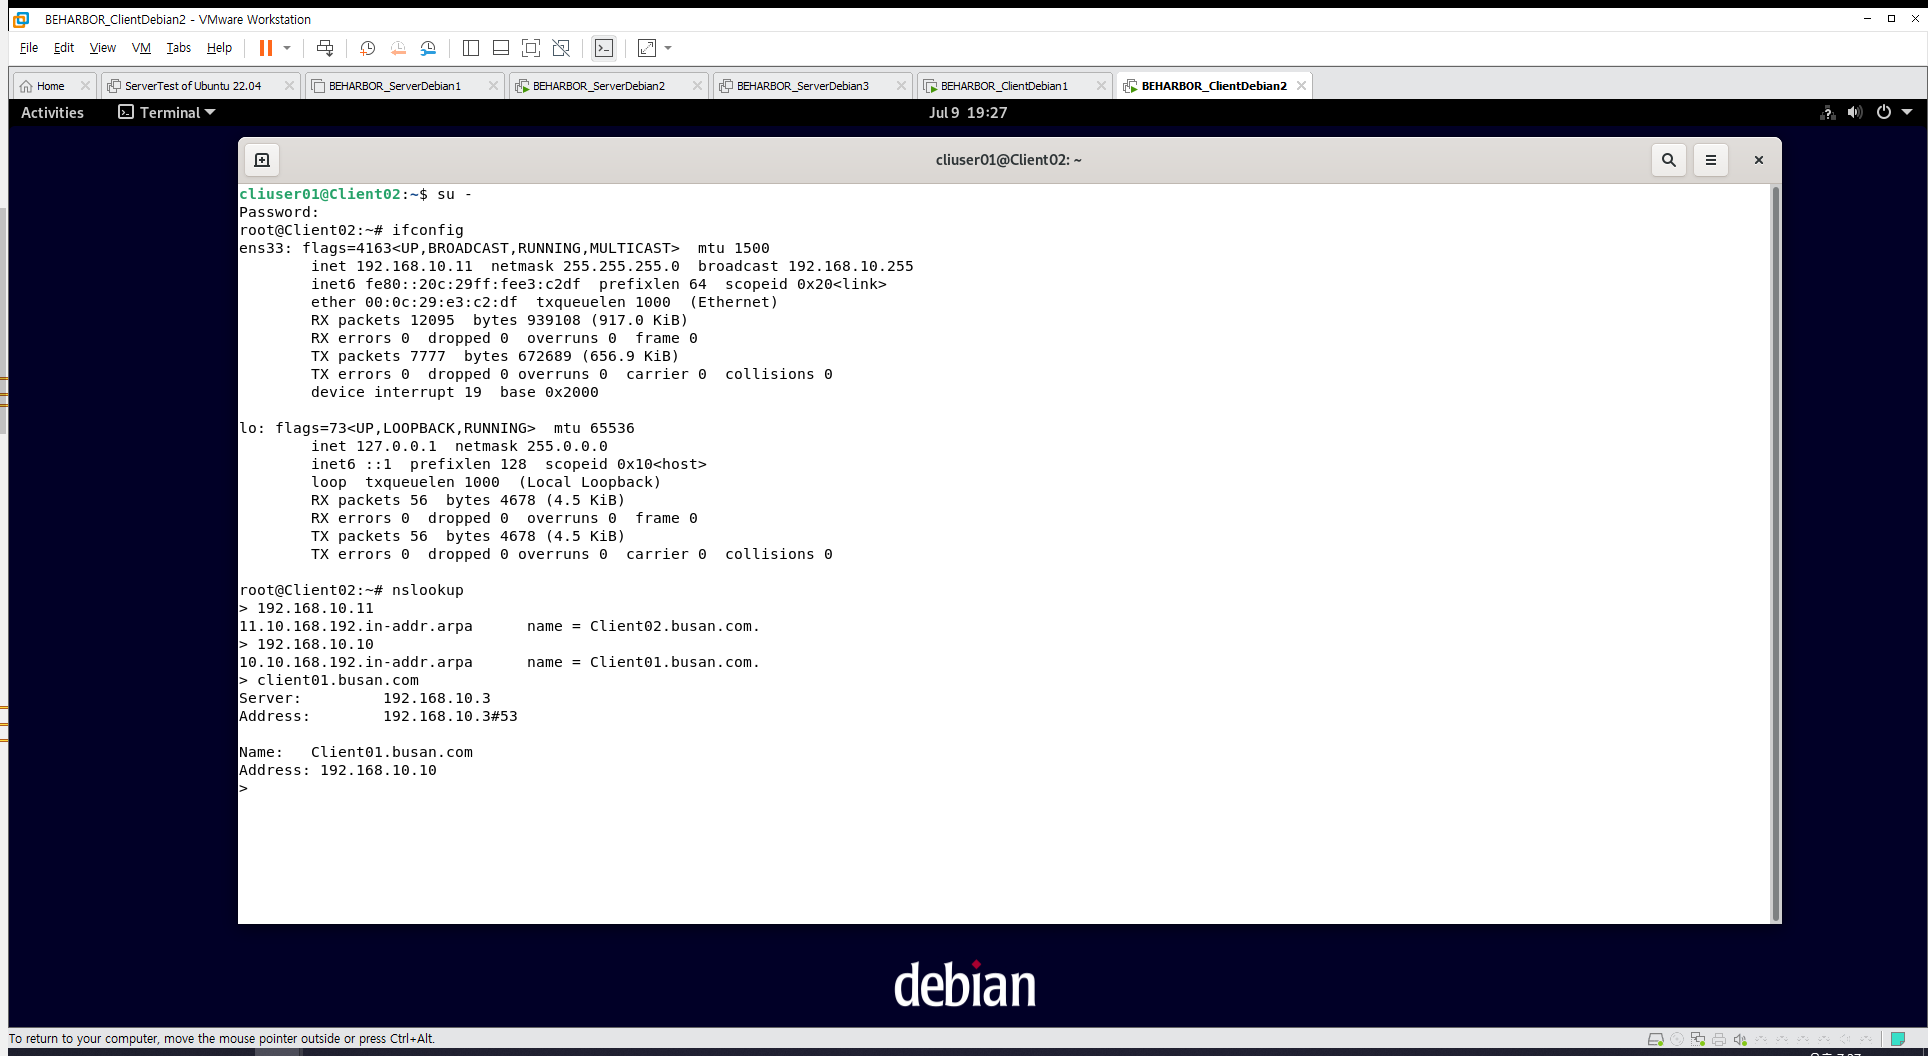 BEHARBOR_ClientDebian2 - VMware Workstation
File Edit View VM Tabs Help
Home ServerTest of Ubuntu 22.04 BEHARBOR_ServerDebian1 BEHARBOR_ServerDebian2 BEHARBOR_ServerDebian3 BEHARBOR_ClientDebian1 BEHARBOR_ClientDebian2
Activities Terminal Jul 9 19:27
cliuser01@Client02: ~
cliuser01@Client02:~$ su -
Password:
root@Client02:~# ifconfig
ens33: flags=4163<UP,BROADCAST,RUNNING,MULTICAST>  mtu 1500
        inet 192.168.10.11  netmask 255.255.255.0  broadcast 192.168.10.255
        inet6 fe80::20c:29ff:fee3:c2df  prefixlen 64  scopeid 0x20<link>
        ether 00:0c:29:e3:c2:df  txqueuelen 1000  (Ethernet)
        RX packets 12095  bytes 939108 (917.0 KiB)
        RX errors 0  dropped 0  overruns 0  frame 0
        TX packets 7777  bytes 672689 (656.9 KiB)
        TX errors 0  dropped 0 overruns 0  carrier 0  collisions 0
        device interrupt 19  base 0x2000
lo: flags=73<UP,LOOPBACK,RUNNING>  mtu 65536
        inet 127.0.0.1  netmask 255.0.0.0
        inet6 ::1  prefixlen 128  scopeid 0x10<host>
        loop  txqueuelen 1000  (Local Loopback)
        RX packets 56  bytes 4678 (4.5 KiB)
        RX errors 0  dropped 0  overruns 0  frame 0
        TX packets 56  bytes 4678 (4.5 KiB)
        TX errors 0  dropped 0 overruns 0  carrier 0  collisions 0
root@Client02:~# nslookup
> 192.168.10.11
11.10.168.192.in-addr.arpa      name = Client02.busan.com.
> 192.168.10.10
10.10.168.192.in-addr.arpa      name = Client01.busan.com.
> client01.busan.com
Server:         192.168.10.3
Address:        192.168.10.3#53
Name:   Client01.busan.com
Address: 192.168.10.10
>
debian
To return to your computer, move the mouse pointer outside or press Ctrl+Alt.